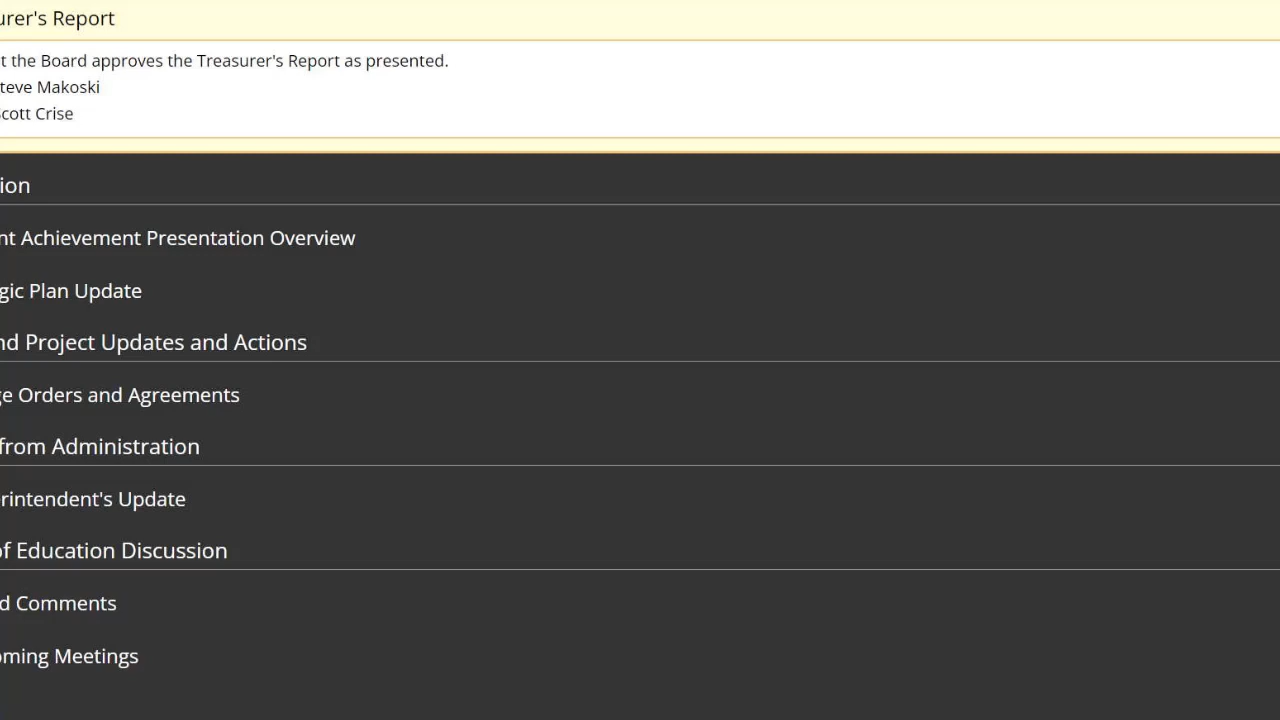 urer's Report
t the Board approves the Treasurer's Report as presented.
teve Makoski
cott Crise
ion
nt Achievement Presentation Overview
gic Plan Update
nd Project Updates and Actions
ge Orders and Agreements
from Administration
rintendent's Update
of Education Discussion
d Comments
oming Meetings